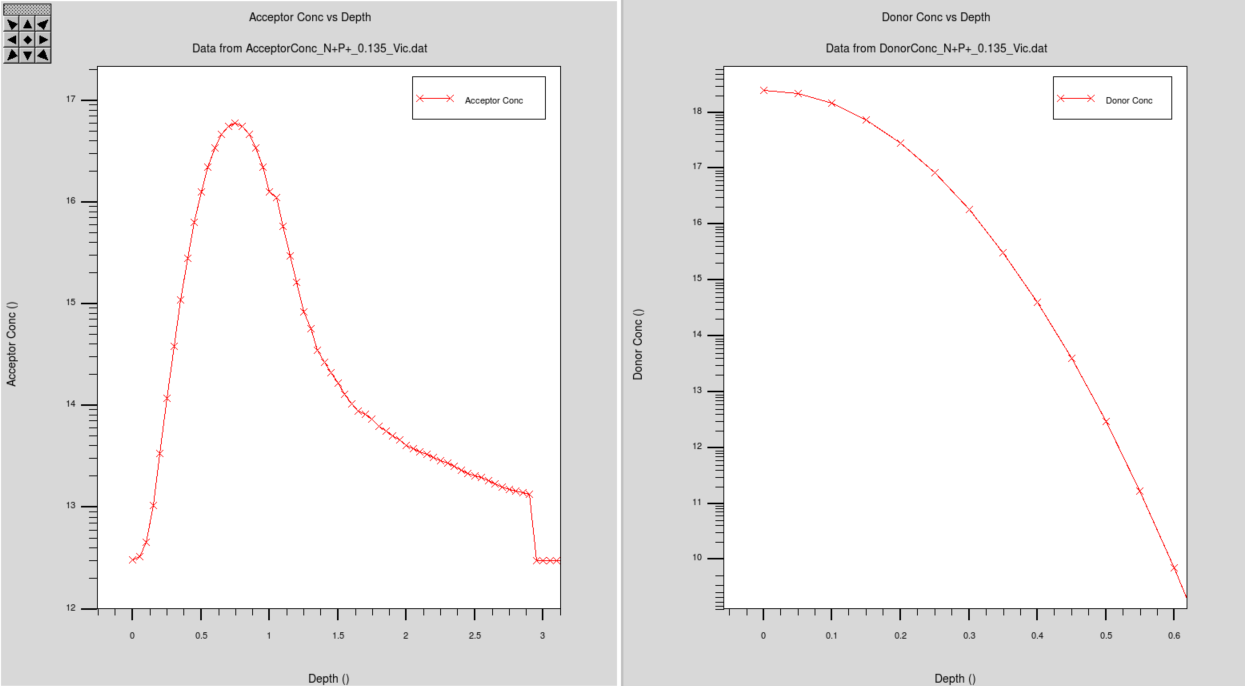 Acceptor Conc vs Depth
Data from AcceptorConc_N+P+_0.135_Vic.dat
Acceptor Conc
17
16
15
14
13
12
Acceptor Conc ()
0
0.5
1
1.5
2
2.5
3
Depth ()
Donor Conc vs Depth
Data from DonorConc_N+P+_0.135_Vic.dat
Donor Conc
18
17
16
15
14
13
12
11
10
Donor Conc ()
0
0.1
0.2
0.3
0.4
0.5
0.6
Depth ()